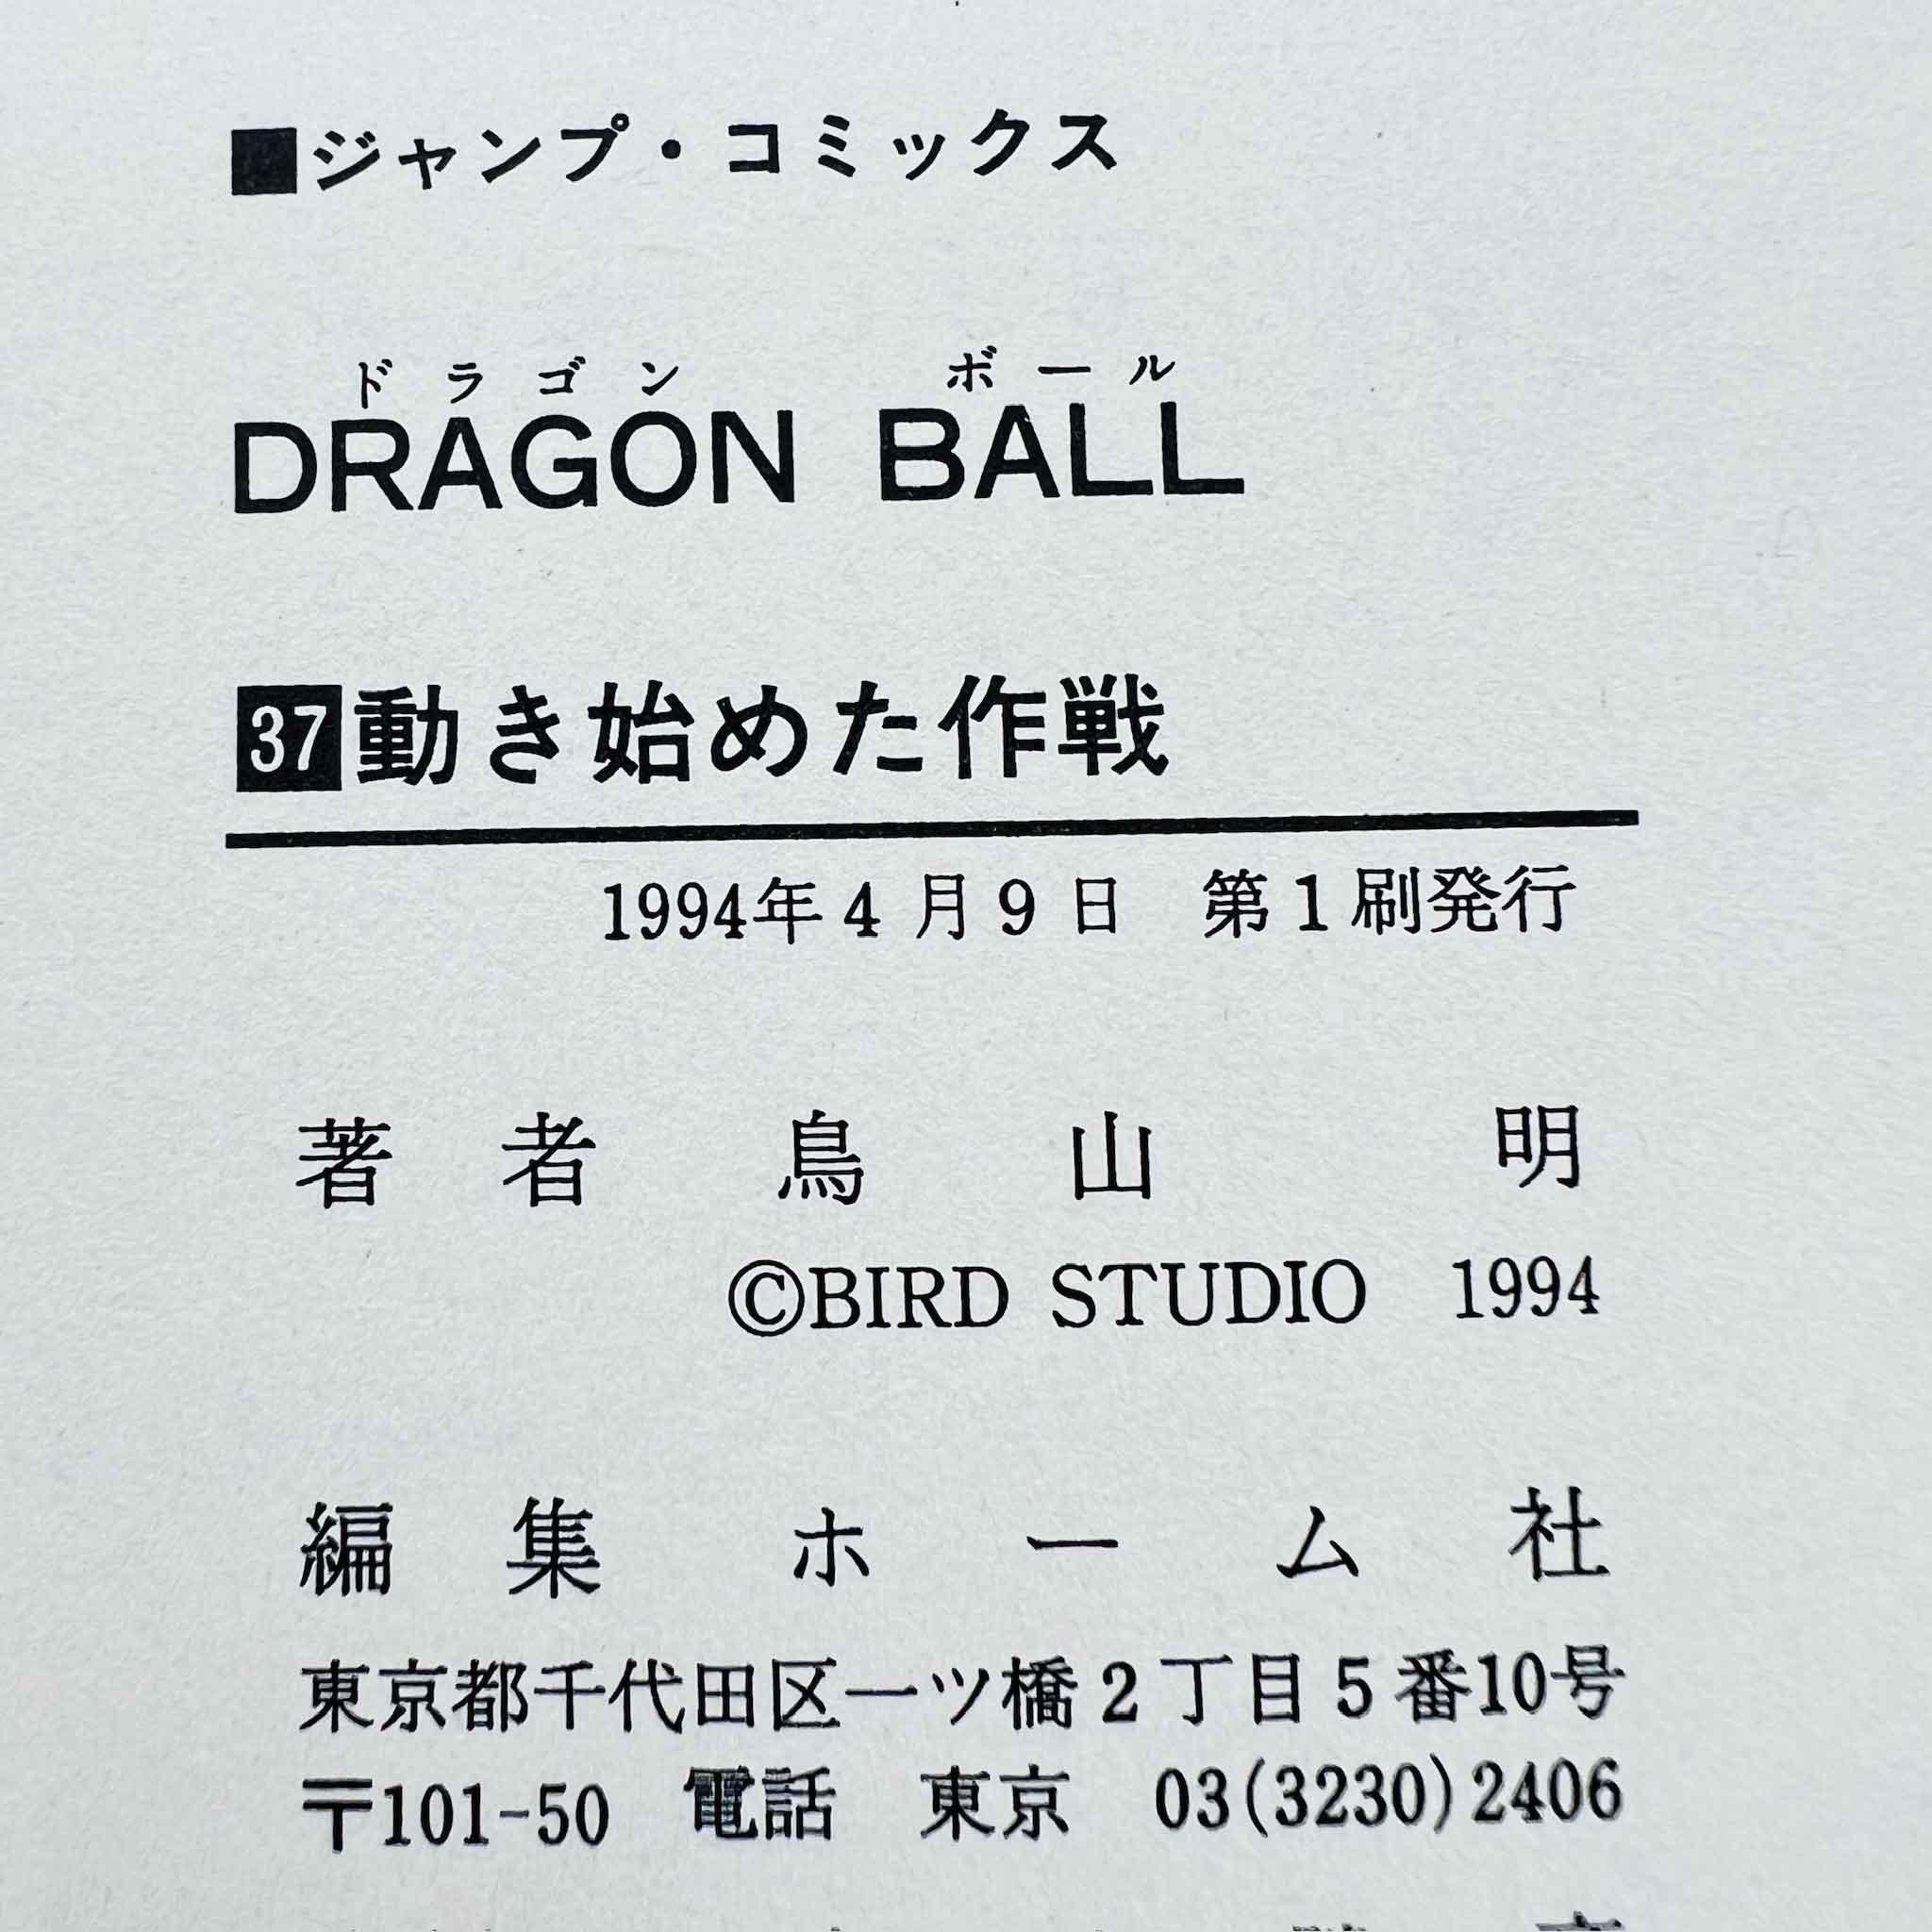 ■ジャンプ・コミックス
ドラゴン ボール
DRAGON BALL
37動き始めた作戦
1994年4月9日 第1刷発行
著者 鳥山明
©BIRD STUDIO 1994
編集 ホーム社
東京都千代田区一ツ橋2丁目5番10号
〒101-50 電話 東京 03(3230)2406